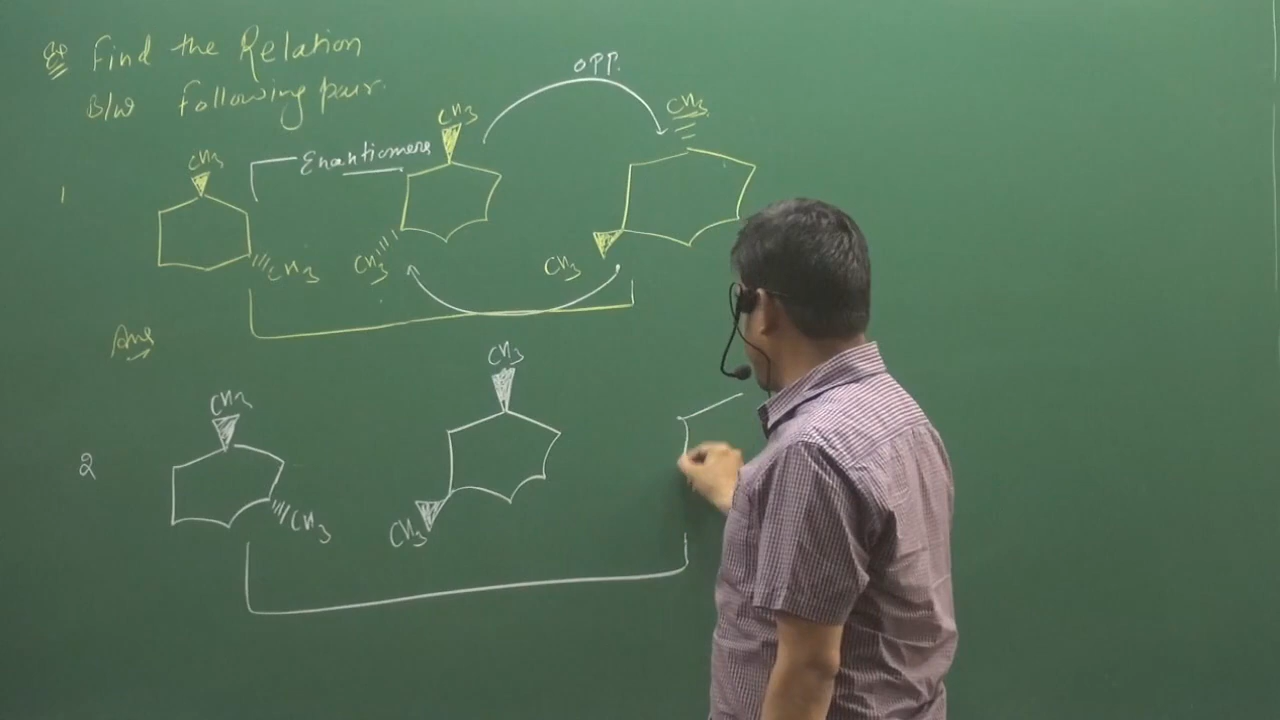 Ex Find the Relation
B/w following pair.
OPP.
1
CH3
CH3
Enantiomers
CH3
CH3
CH3
CH3
Ans
2
CH3
CH3
CH3
CH3